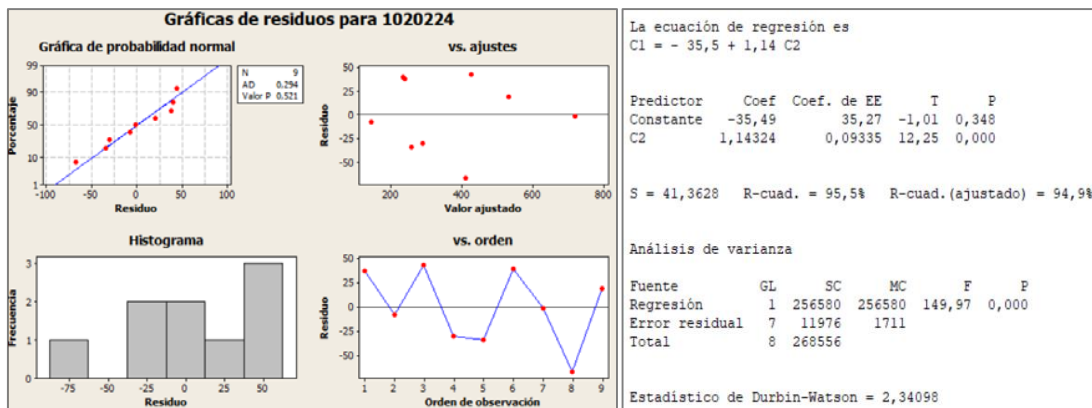 Gráficas de residuos para 1020224
Gráfica de probabilidad normal
99
90
50
10
1
Porcentaje
-100 -50 0 50 100
Residuo
N 9
AD 0.294
Valor P 0.521
vs. ajustes
50
25
0
-25
-50
Residuo
200 400 600 800
Valor ajustado
Histograma
3
2
1
0
Frecuencia
-75 -50 -25 0 25 50
Residuo
vs. orden
50
25
0
-25
-50
Residuo
1 2 3 4 5 6 7 8 9
Orden de observación
La ecuación de regresión es
C1 = - 35,5 + 1,14 C2
Predictor Coef Coef. de EE T P
Constante -35,49 35,27 -1,01 0,348
C2 1,14324 0,09335 12,25 0,000
S = 41,3628 R-cuad. = 95,5% R-cuad.(ajustado) = 94,9%
Análisis de varianza
Fuente GL SC MC F P
Regresión 1 256580 256580 149,97 0,000
Error residual 7 11976 1711
Total 8 268556
Estadístico de Durbin-Watson = 2,34098